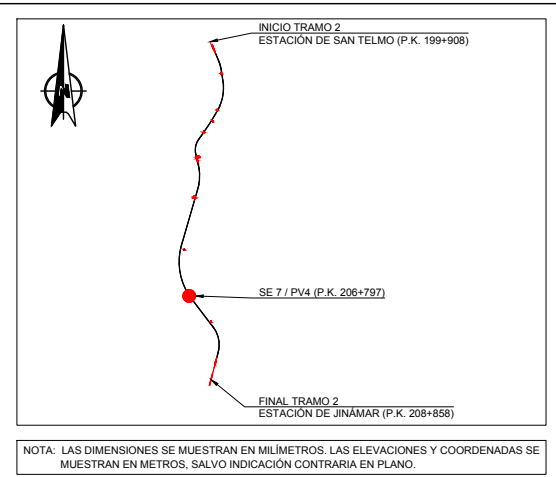 INICIO TRAMO 2
ESTACIÓN DE SAN TELMO (P.K. 199+908)
N
SE 7 / PV4 (P.K. 206+797)
FINAL TRAMO 2
ESTACIÓN DE JINÁMAR (P.K. 208+858)
NOTA: LAS DIMENSIONES SE MUESTRAN EN MILÍMETROS. LAS ELEVACIONES Y COORDENADAS SE
MUESTRAN EN METROS, SALVO INDICACIÓN CONTRARIA EN PLANO.